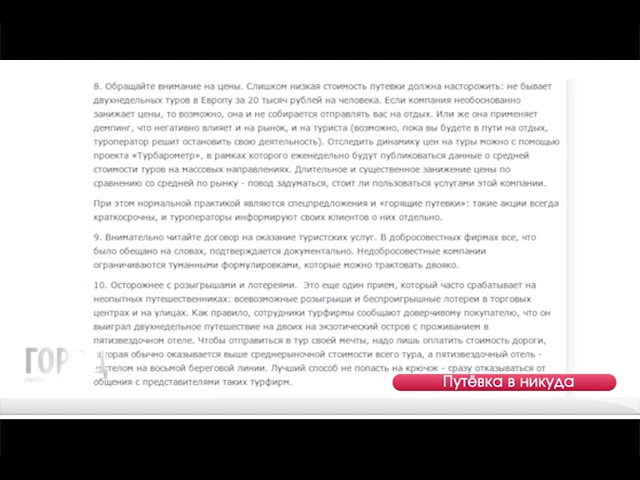 8. Обращайте внимание на цены. Слишком низкая стоимость путевки должна насторожить: не бывает
двухнедельных туров в Европу за 20 тысяч рублей на человека. Если компания необоснованно
занижает цены, то возможно, она и не собирается отправлять вас на отдых. Или же она применяет
демпинг, что негативно влияет и на рынок, и на туриста (возможно, пока вы будете в пути на отдых,
туроператор решит остановить свою деятельность). Отследить динамику цен на туры можно с помощью
проекта «Турбарометр», в рамках которого еженедельно будут публиковаться данные о средней
стоимости туров на массовых направлениях. Длительное и существенное занижение цены по
сравнению со средней по рынку - повод задуматься, стоит ли пользоваться услугами этой компании.
При этом нормальной практикой являются спецпредложения и «горящие путевки»: такие акции всегда
краткосрочны, и туроператоры информируют своих клиентов о них отдельно.
9. Внимательно читайте договор на оказание туристских услуг. В добросовестных фирмах все, что
было обещано на словах, подтверждается документально. Недобросовестные компании
ограничиваются туманными формулировками, которые можно трактовать двояко.
10. Осторожнее с розыгрышами и лотереями. Это еще один прием, который часто срабатывает на
неопытных путешественниках: всевозможные розыгрыши и беспроигрышные лотереи в торговых
центрах и на улицах. Как правило, сотрудники турфирмы сообщают доверчивому покупателю, что он
выиграл двухнедельное путешествие на двоих на экзотический остров с проживанием в
пятизвездочном отеле. Чтобы отправиться в тур своей мечты, надо лишь оплатить стоимость дороги,
которая обычно оказывается выше среднерыночной стоимости всего тура, а пятизвездочный отель -
хостелом на восьмой береговой линии. Лучший способ не попасть на крючок - сразу отказываться от
общения с представителями таких турфирм.
ГОРОД
Путёвка в никуда